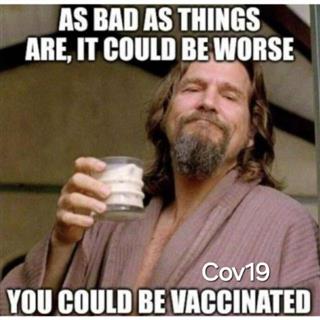 AS BAD AS THINGS
ARE, IT COULD BE WORSE
Cov19
YOU COULD BE VACCINATED